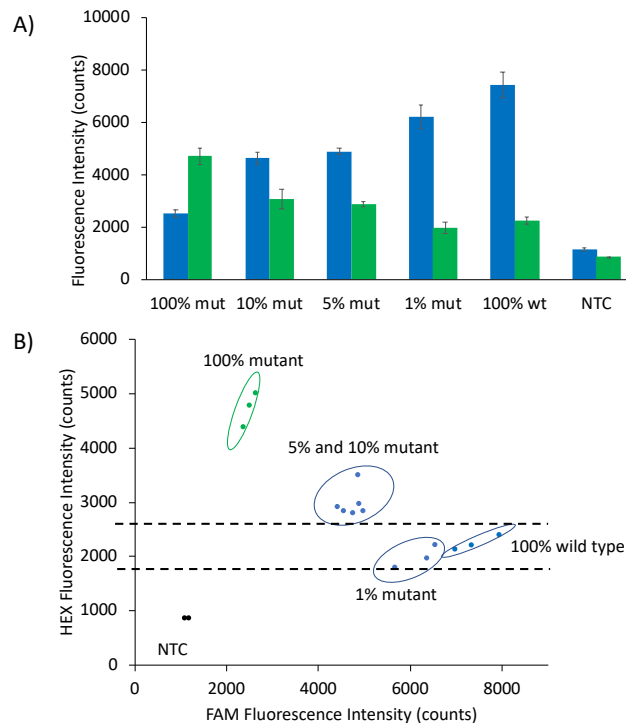 A)
Fluorescence Intensity (counts)
10000
8000
6000
4000
2000
0
100% mut 10% mut 5% mut 1% mut 100% wt NTC
B)
HEX Fluorescence Intensity (counts)
6000
5000
4000
3000
2000
1000
0
100% mutant
5% and 10% mutant
100% wild type
1% mutant
NTC
0 2000 4000 6000 8000
FAM Fluorescence Intensity (counts)